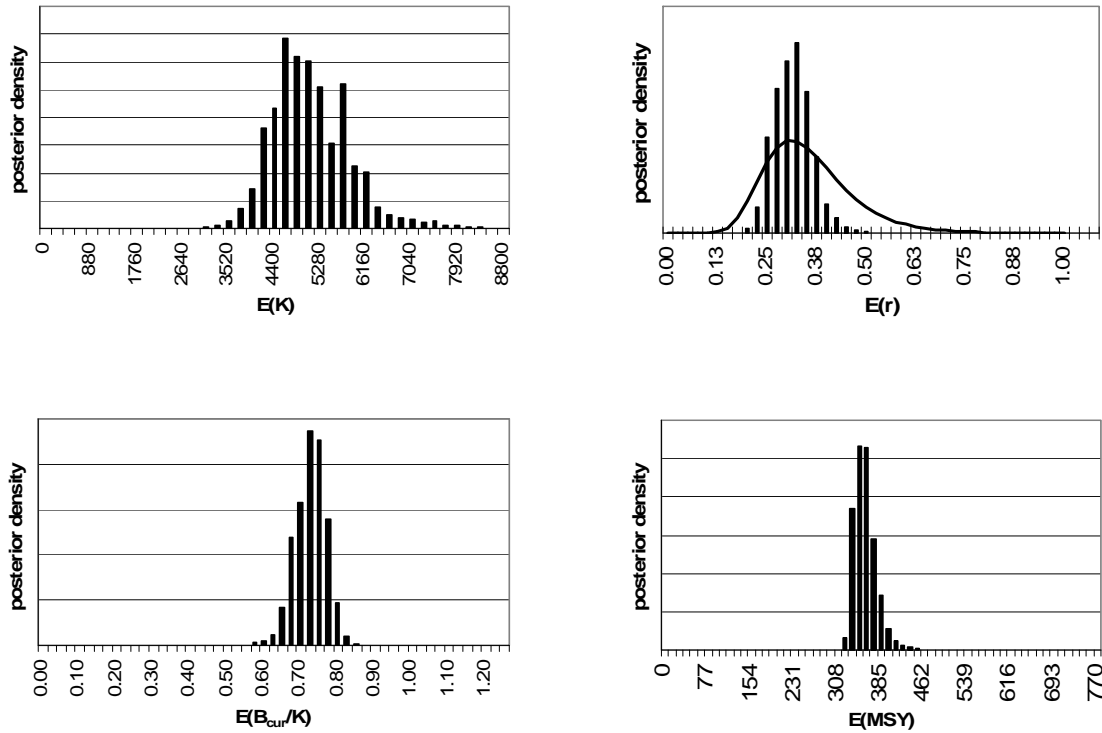 posterior density
0 880 1760 2640 3520 4400 5280 6160 7040 7920 8800
E(K)
posterior density
0.00 0.13 0.25 0.38 0.50 0.63 0.75 0.88 1.00
E(r)
posterior density
0.00 0.10 0.20 0.30 0.40 0.50 0.60 0.70 0.80 0.90 1.00 1.10 1.20
E(Bcur/K)
posterior density
0 77 154 231 308 385 462 539 616 693 770
E(MSY)